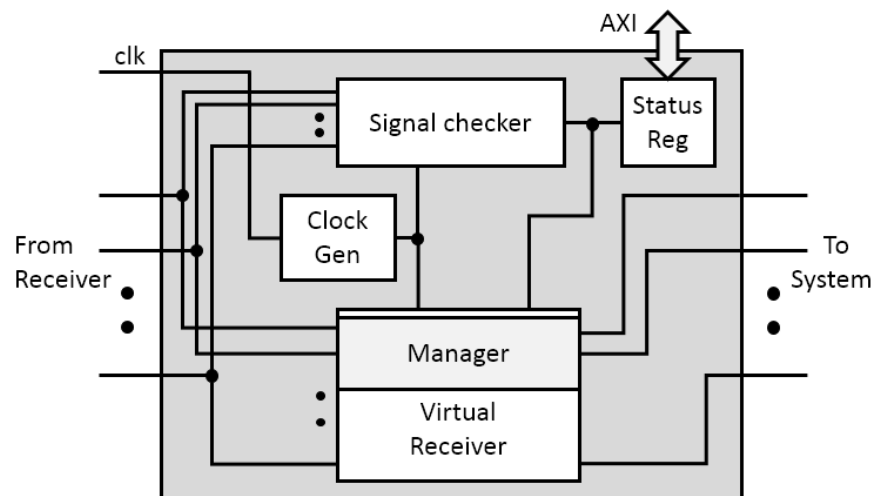 AXI
clk
Signal checker
Status
Reg
Clock
Gen
From
Receiver
To
System
Manager
Virtual
Receiver